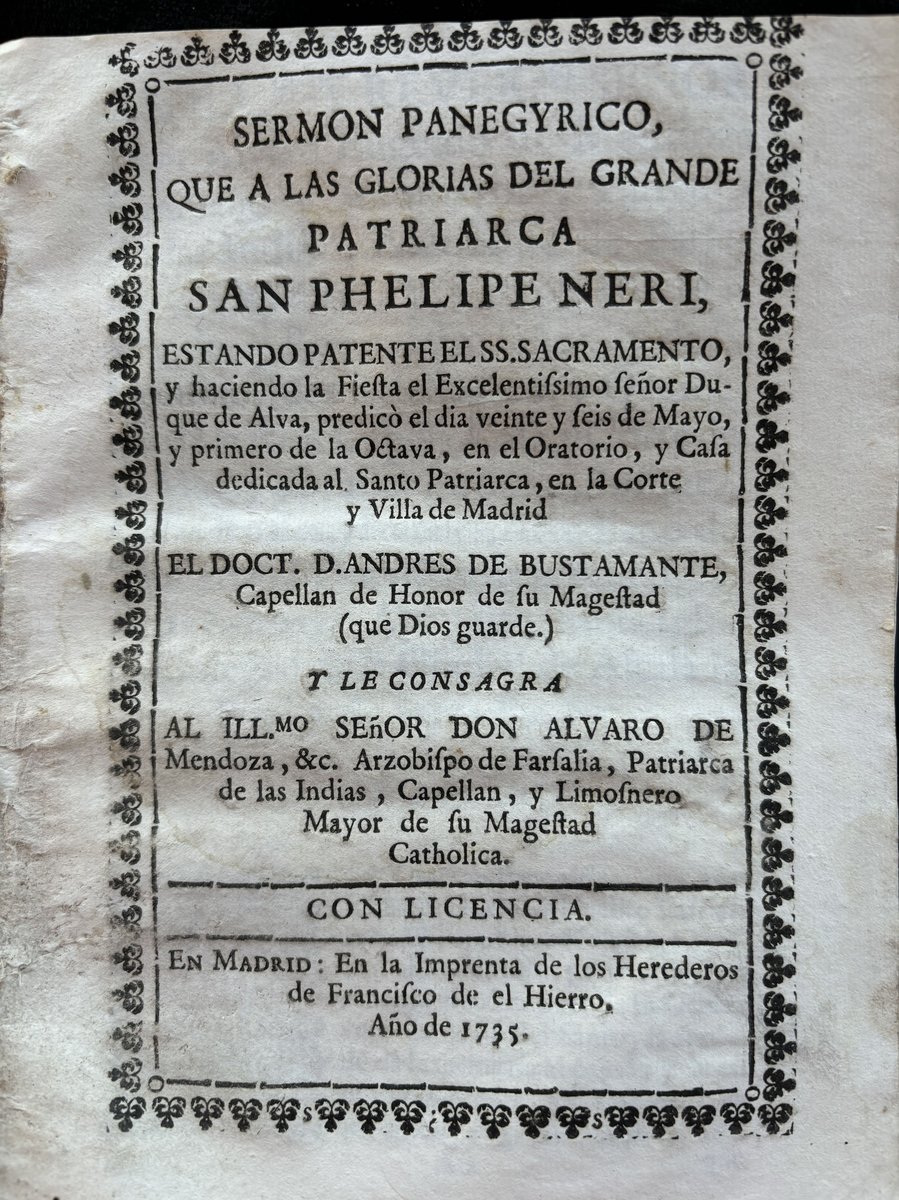 SERMON PANEGYRICO,
QUE A LAS GLORIAS DEL GRANDE
PATRIARCA
SAN PHELIPE NERI,
ESTANDO PATENTE EL SS.SACRAMENTO,
y haciendo la Fieſta el Excelentiſsimo ſeñor Du-
que de Alva, predicò el dia veinte y ſeis de Mayo,
y primero de la Octava, en el Oratorio, y Caſa
dedicada al Santo Patriarca, en la Corte
y Villa de Madrid
EL DOCT. D.ANDRES DE BUSTAMANTE,
Capellan de Honor de ſu Mageſtad
(que Dios guarde.)
Y LE CONSAGRA
AL ILL.MO SEñOR DON ALVARO DE
Mendoza, &c. Arzobiſpo de Farſalia, Patriarca
de las Indias, Capellan, y Limoſnero
Mayor de ſu Mageſtad
Catholica.
CON LICENCIA.
EN MADRID: En la Imprenta de los Herederos
de Franciſco de el Hierro.
Año de 1735.